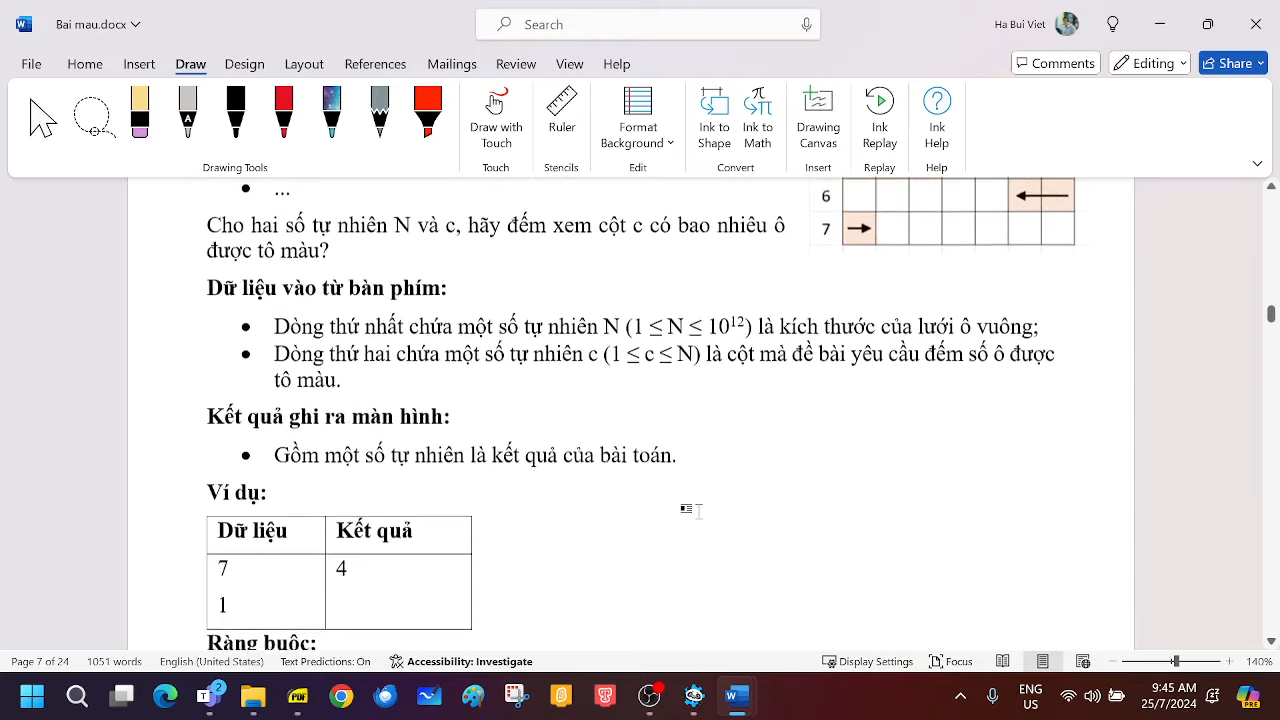 Bai mau.docx
Search
Ha Bui Viet
File Home Insert Draw Design Layout References Mailings Review View Help
Comments Editing Share
A
Draw with Touch
Ruler
Format Background
Ink to Shape
Ink to Math
Drawing Canvas
Ink Replay
Ink Help
Drawing Tools Touch Stencils Edit Convert Insert Replay Help
• ...
6
Cho hai số tự nhiên N và c, hãy đếm xem cột c có bao nhiêu ô
7
được tô màu?
Dữ liệu vào từ bàn phím:
• Dòng thứ nhất chứa một số tự nhiên N (1 ≤ N ≤ 10¹²) là kích thước của lưới ô vuông;
• Dòng thứ hai chứa một số tự nhiên c (1 ≤ c ≤ N) là cột mà đề bài yêu cầu đếm số ô được
tô màu.
Kết quả ghi ra màn hình:
• Gồm một số tự nhiên là kết quả của bài toán.
Ví dụ:
Dữ liệu Kết quả
7 4
1
Ràng buộc:
Page 7 of 24 1051 words English (United States) Text Predictions: On Accessibility: Investigate Display Settings Focus 140%
2 PDF ENG US 9:45 AM 25/7/2024 PRE